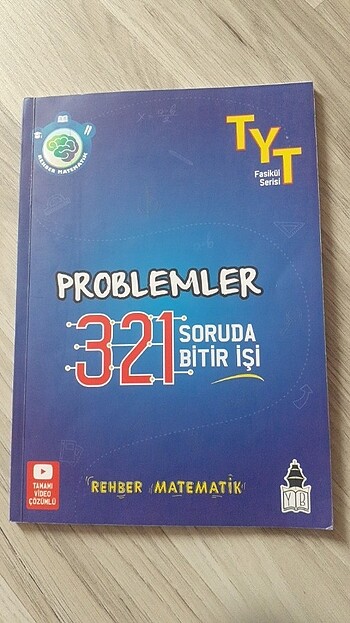 REHBER MATEMATİK
TYT
Fasikül
Serisi
PROBLEMLER
321 SORUDA
BİTİR İŞİ
TAMAMI
VİDEO
ÇÖZÜMLÜ
"REHBER MATEMATİK"
Y R